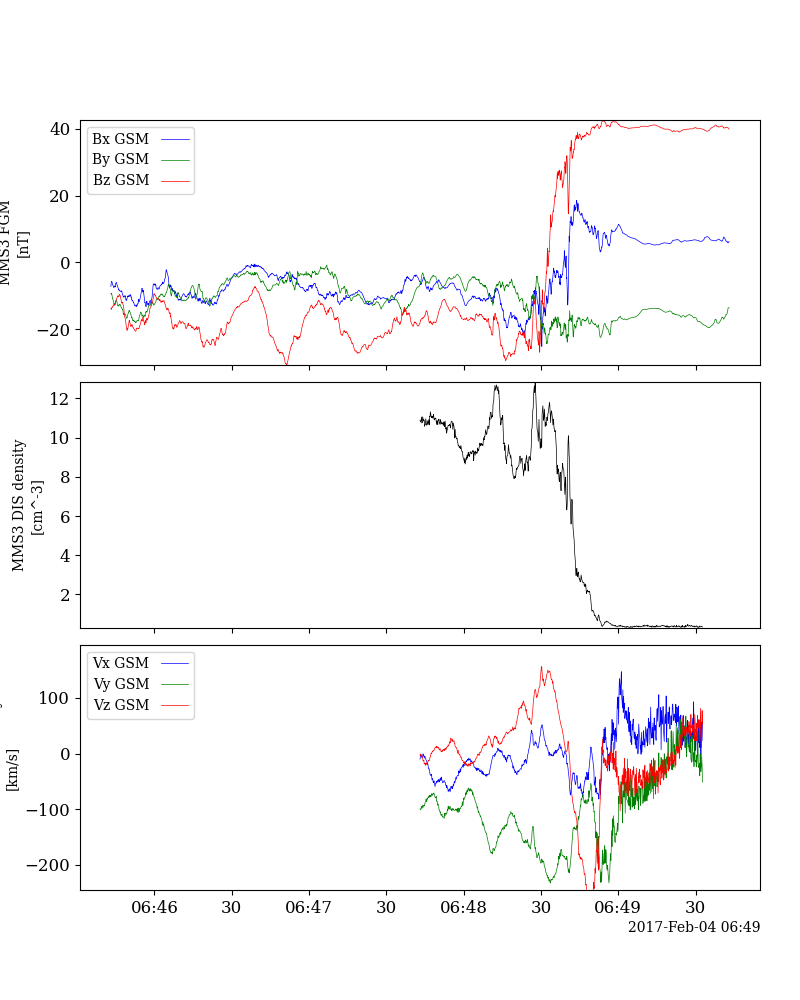 MMS3 FGM
[nT]
40
20
0
−20
Bx GSM
By GSM
Bz GSM
MMS3 DIS density
[cm^-3]
12
10
8
6
4
2
[km/s]
100
0
−100
−200
Vx GSM
Vy GSM
Vz GSM
06:46 30 06:47 30 06:48 30 06:49 30
2017-Feb-04 06:49